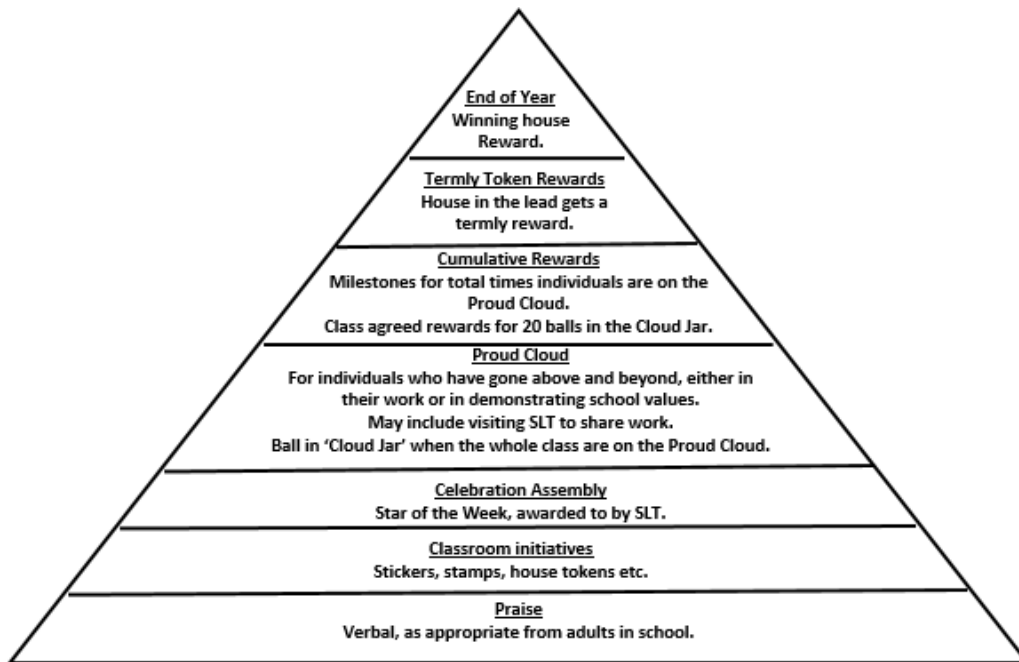 End of Year
Winning house
Reward.
Termly Token Rewards
House in the lead gets a
termly reward.
Cumulative Rewards
Milestones for total times individuals are on the
Proud Cloud.
Class agreed rewards for 20 balls in the Cloud Jar.
Proud Cloud
For individuals who have gone above and beyond, either in
their work or in demonstrating school values.
May include visiting SLT to share work.
Ball in ‘Cloud Jar’ when the whole class are on the Proud Cloud.
Celebration Assembly
Star of the Week, awarded to by SLT.
Classroom initiatives
Stickers, stamps, house tokens etc.
Praise
Verbal, as appropriate from adults in school.